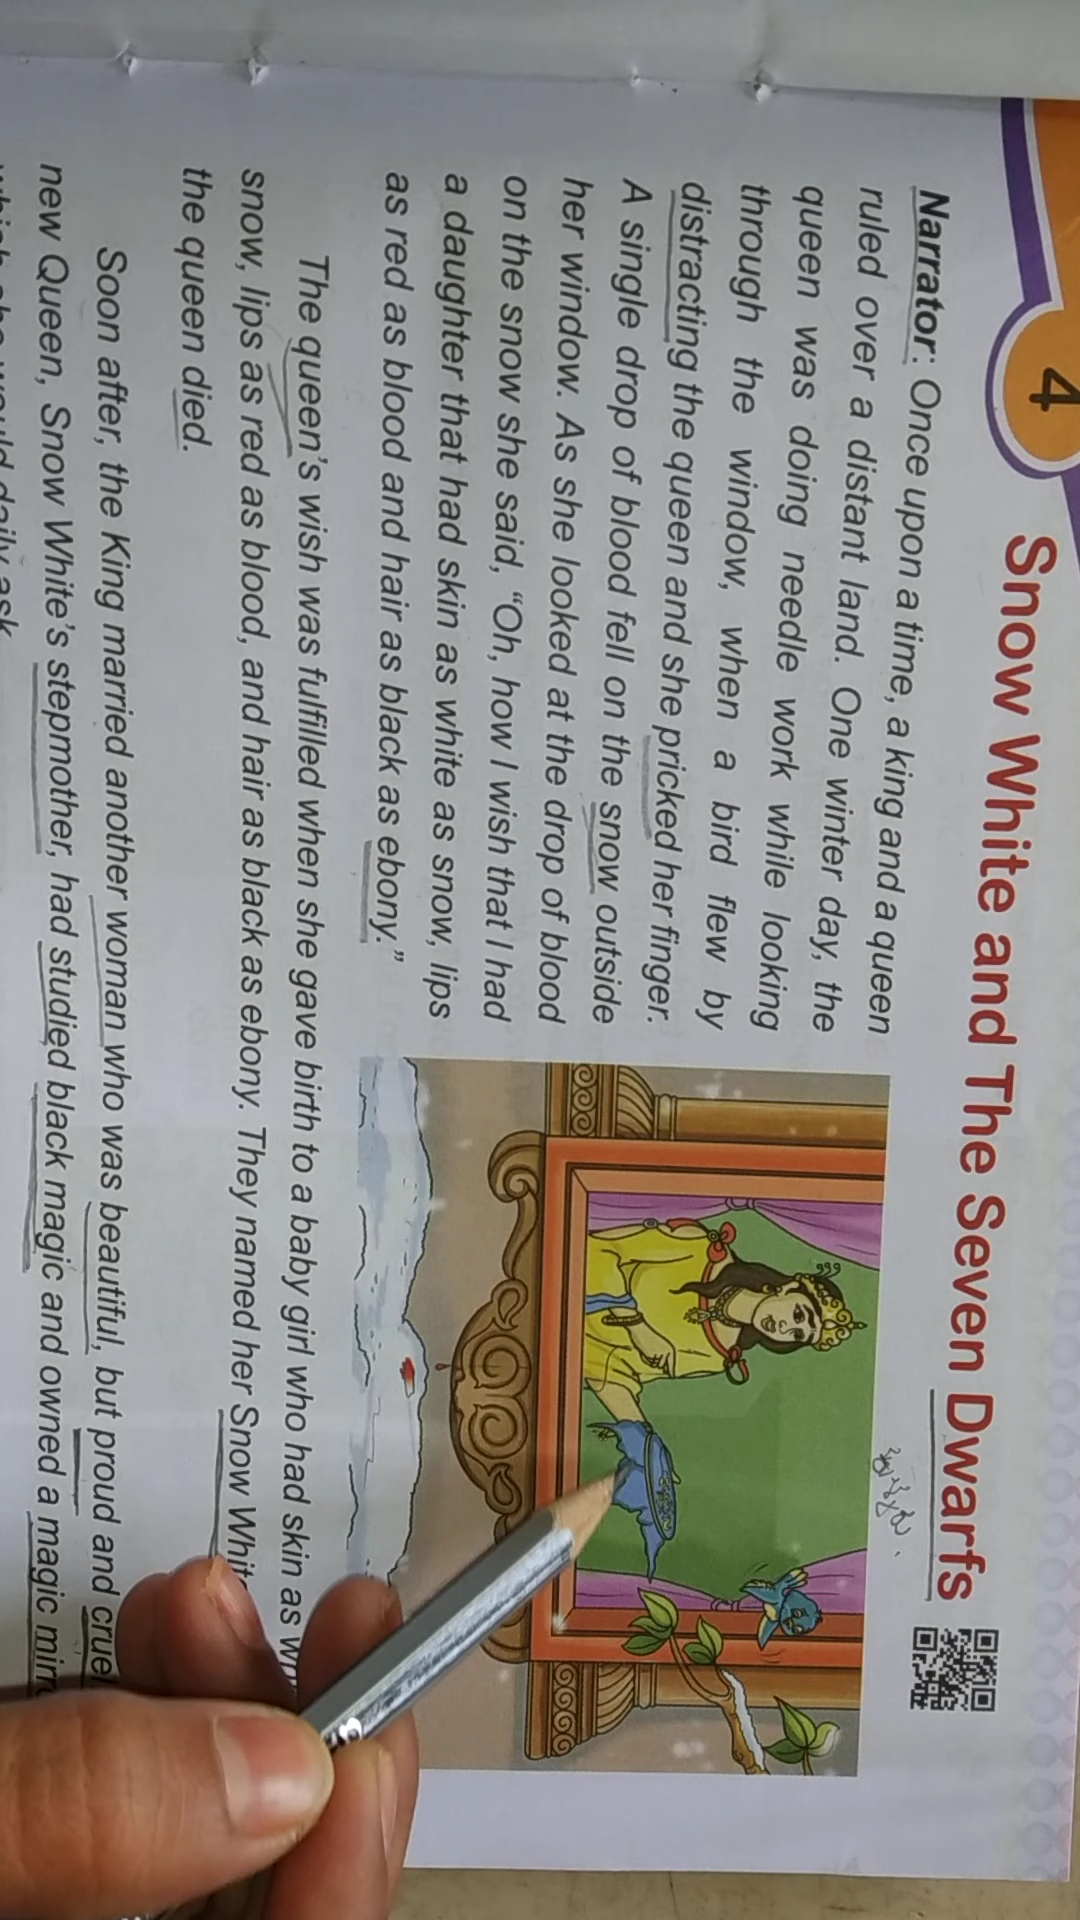 4
Snow White and The Seven Dwarfs
Narrator: Once upon a time, a king and a queen
ruled over a distant land. One winter day, the
queen was doing needle work while looking
through the window, when a bird flew by
distracting the queen and she pricked her finger.
A single drop of blood fell on the snow outside
her window. As she looked at the drop of blood
on the snow she said, “Oh, how I wish that I had
a daughter that had skin as white as snow, lips
as red as blood and hair as black as ebony.”
The queen's wish was fulfilled when she gave birth to a baby girl who had skin as
snow, lips as red as blood, and hair as black as ebony. They named her Snow
the queen died.
Soon after, the King married another woman who was beautiful, but proud and cruel
new Queen, Snow White's stepmother, had studied black magic and owned a magic
daily ask